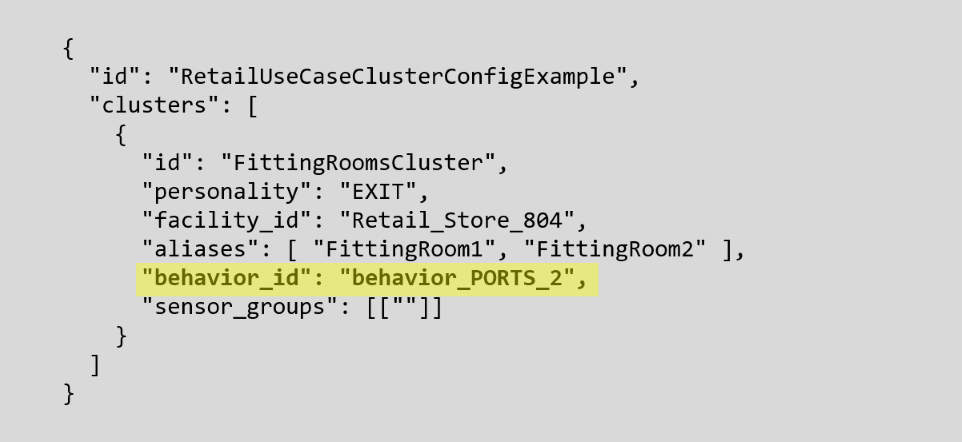 {
"id": "RetailUseCaseClusterConfigExample",
"clusters": [
{
"id": "FittingRoomsCluster",
"personality": "EXIT",
"facility_id": "Retail_Store_804",
"aliases": [ "FittingRoom1", "FittingRoom2" ],
"behavior_id": "behavior_PORTS_2",
"sensor_groups": [[""]]
}
]
}